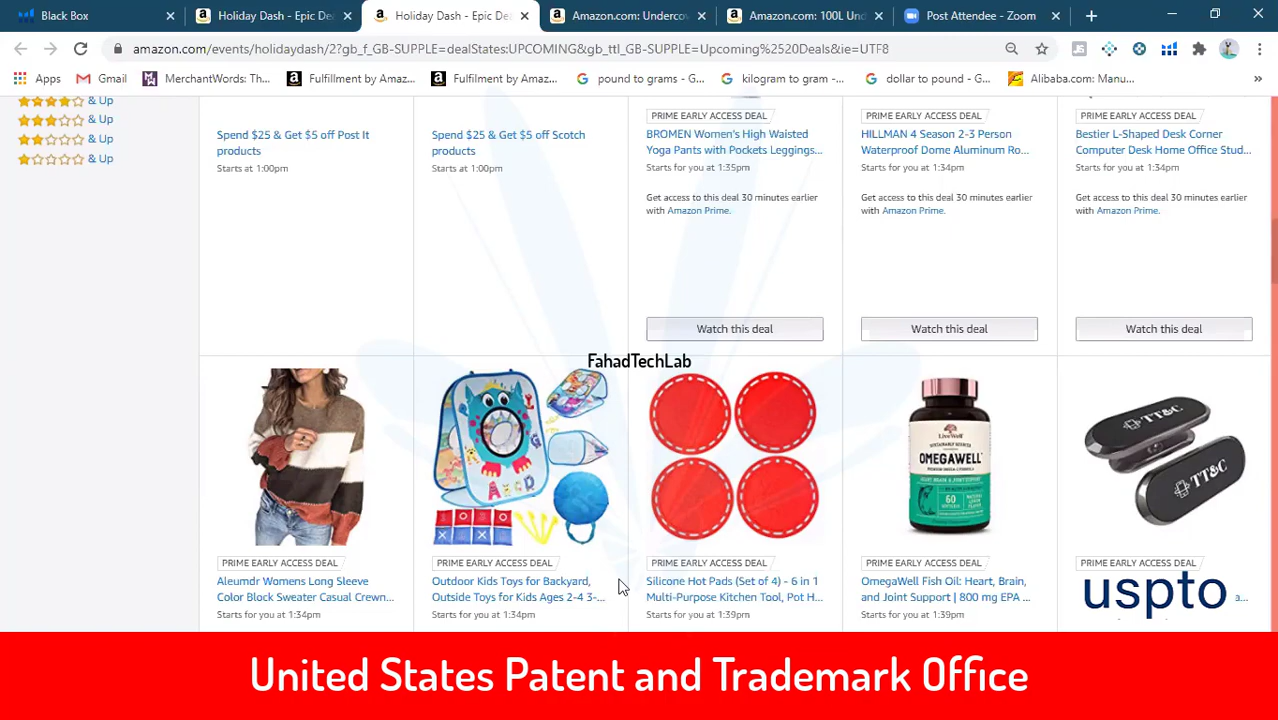 Black Box
Holiday Dash - Epic De
Holiday Dash - Epic De
Amazon.com: Underco
Amazon.com: 100L Und
Post Attendee - Zoom
amazon.com/events/holidaydash/2?gb_f_GB-SUPPLE=dealStates:UPCOMING&gb_ttl_GB-SUPPLE=Upcoming%2520Deals&ie=UTF8
Apps
Gmail
MerchantWords: Th...
Fulfillment by Amaz...
Fulfilment by Amaz...
pound to grams - G...
kilogram to gram -...
dollar to pound - G...
Alibaba.com: Manu...
& Up
& Up
& Up
& Up
Spend $25 & Get $5 off Post It
products
Starts at 1:00pm
Spend $25 & Get $5 off Scotch
products
Starts at 1:00pm
PRIME EARLY ACCESS DEAL
BROMEN Women's High Waisted
Yoga Pants with Pockets Leggings...
Starts for you at 1:35pm
Get access to this deal 30 minutes earlier
with Amazon Prime.
Watch this deal
PRIME EARLY ACCESS DEAL
HILLMAN 4 Season 2-3 Person
Waterproof Dome Aluminum Ro...
Starts for you at 1:34pm
Get access to this deal 30 minutes earlier
with Amazon Prime.
Watch this deal
PRIME EARLY ACCESS DEAL
Bestier L-Shaped Desk Corner
Computer Desk Home Office Stud...
Starts for you at 1:34pm
Get access to this deal 30 minutes earlier
with Amazon Prime.
Watch this deal
FahadTechLab
PRIME EARLY ACCESS DEAL
Aleumdr Womens Long Sleeve
Color Block Sweater Casual Crewn...
Starts for you at 1:34pm
PRIME EARLY ACCESS DEAL
Outdoor Kids Toys for Backyard,
Outside Toys for Kids Ages 2-4 3-...
Starts for you at 1:34pm
PRIME EARLY ACCESS DEAL
Silicone Hot Pads (Set of 4) - 6 in 1
Multi-Purpose Kitchen Tool, Pot H...
Starts for you at 1:39pm
LiveWell
OMEGAWELL
60
PRIME EARLY ACCESS DEAL
OmegaWell Fish Oil: Heart, Brain,
and Joint Support | 800 mg EPA ...
Starts for you at 1:39pm
TT&C
TT&C
PRIME EARLY ACCESS DEAL
uspto
United States Patent and Trademark Office